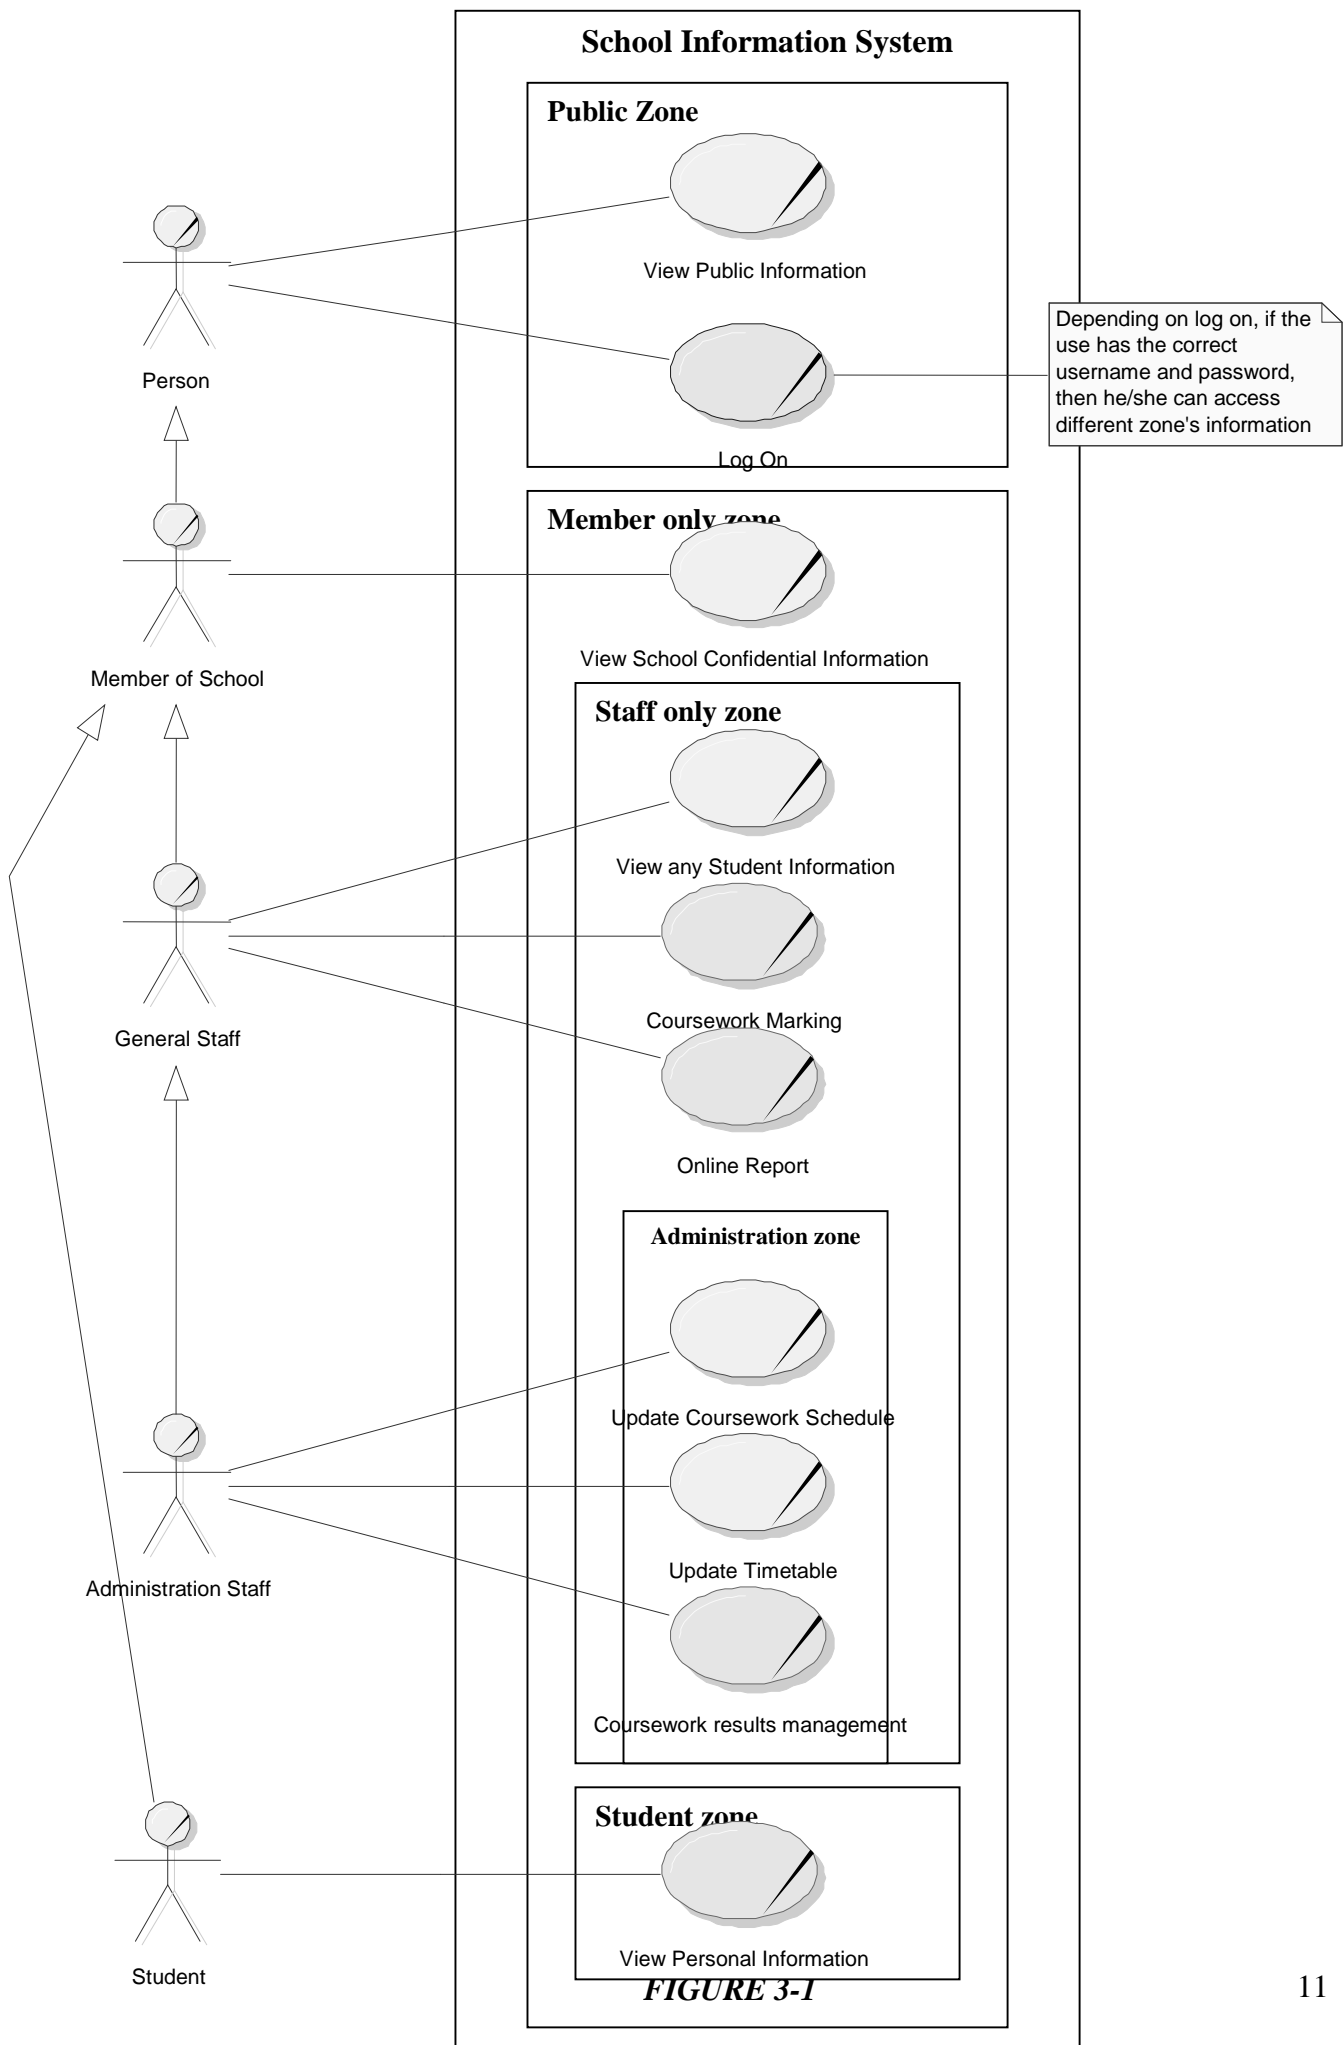 School Information System
Public Zone
View Public Information
Person
Depending on log on, if the
use has the correct
username and password,
then he/she can access
different zone's information
Log On
Member only zone
View School Confidential Information
Member of School
Staff only zone
View any Student Information
Coursework Marking
General Staff
Online Report
Administration zone
Update Coursework Schedule
Update Timetable
Administration Staff
Coursework results management
Student zone
View Personal Information
Student
FIGURE 3-1
11